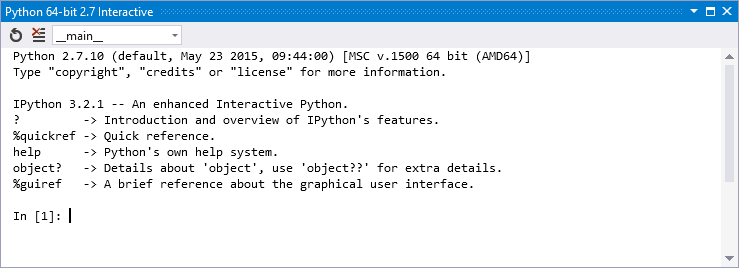 Python 64-bit 2.7 Interactive
__main__
Python 2.7.10 (default, May 23 2015, 09:44:00) [MSC v.1500 64 bit (AMD64)]
Type "copyright", "credits" or "license" for more information.
IPython 3.2.1 -- An enhanced Interactive Python.
?         -> Introduction and overview of IPython's features.
%quickref -> Quick reference.
help      -> Python's own help system.
object?   -> Details about 'object', use 'object??' for extra details.
%guiref   -> A brief reference about the graphical user interface.
In [1]: